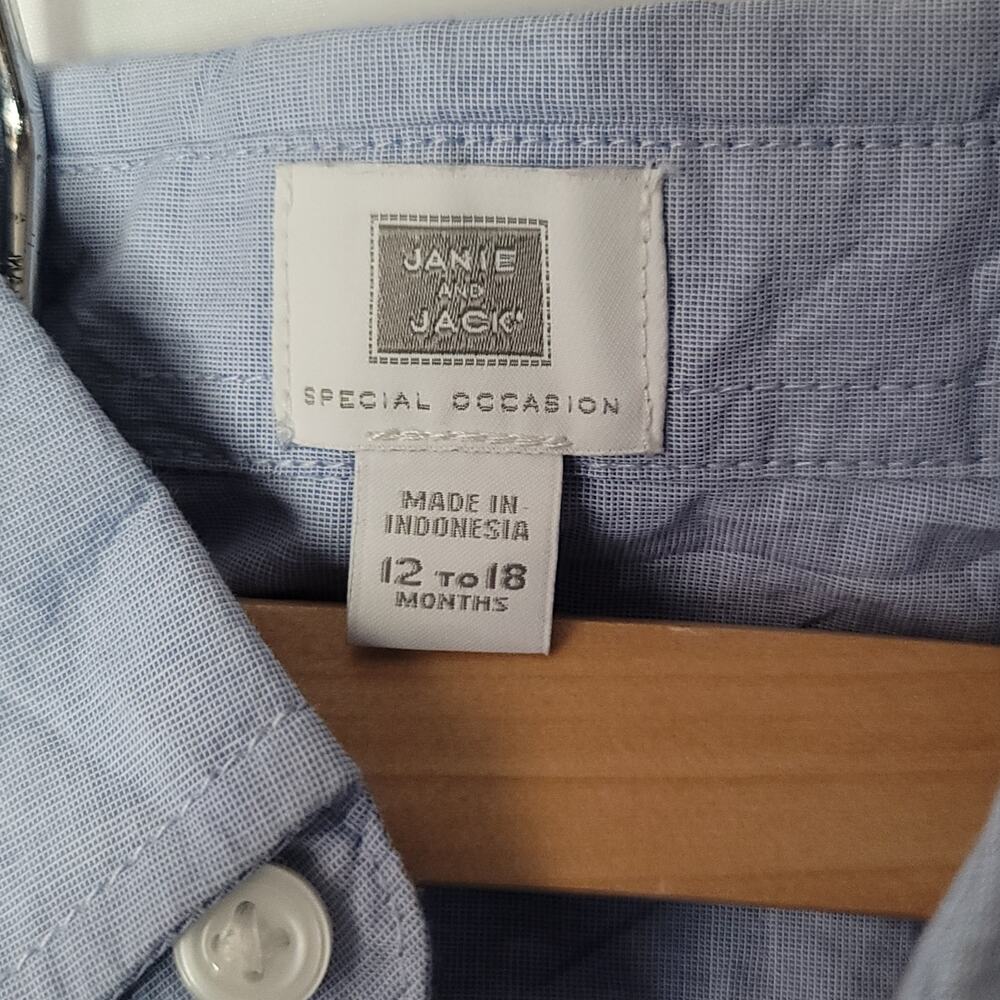 JANIE
AND
JACK
SPECIAL OCCASION
MADE IN
INDONESIA
12 TO 18
MONTHS